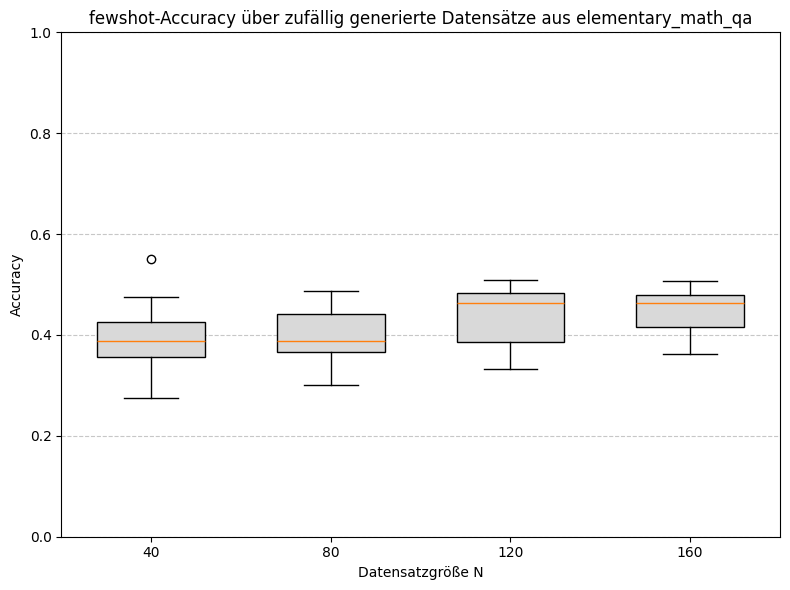 fewshot-Accuracy über zufällig generierte Datensätze aus elementary_math_qa
1.0
0.8
0.6
0.4
0.2
0.0
Accuracy
40 80 120 160
Datensatzgröße N